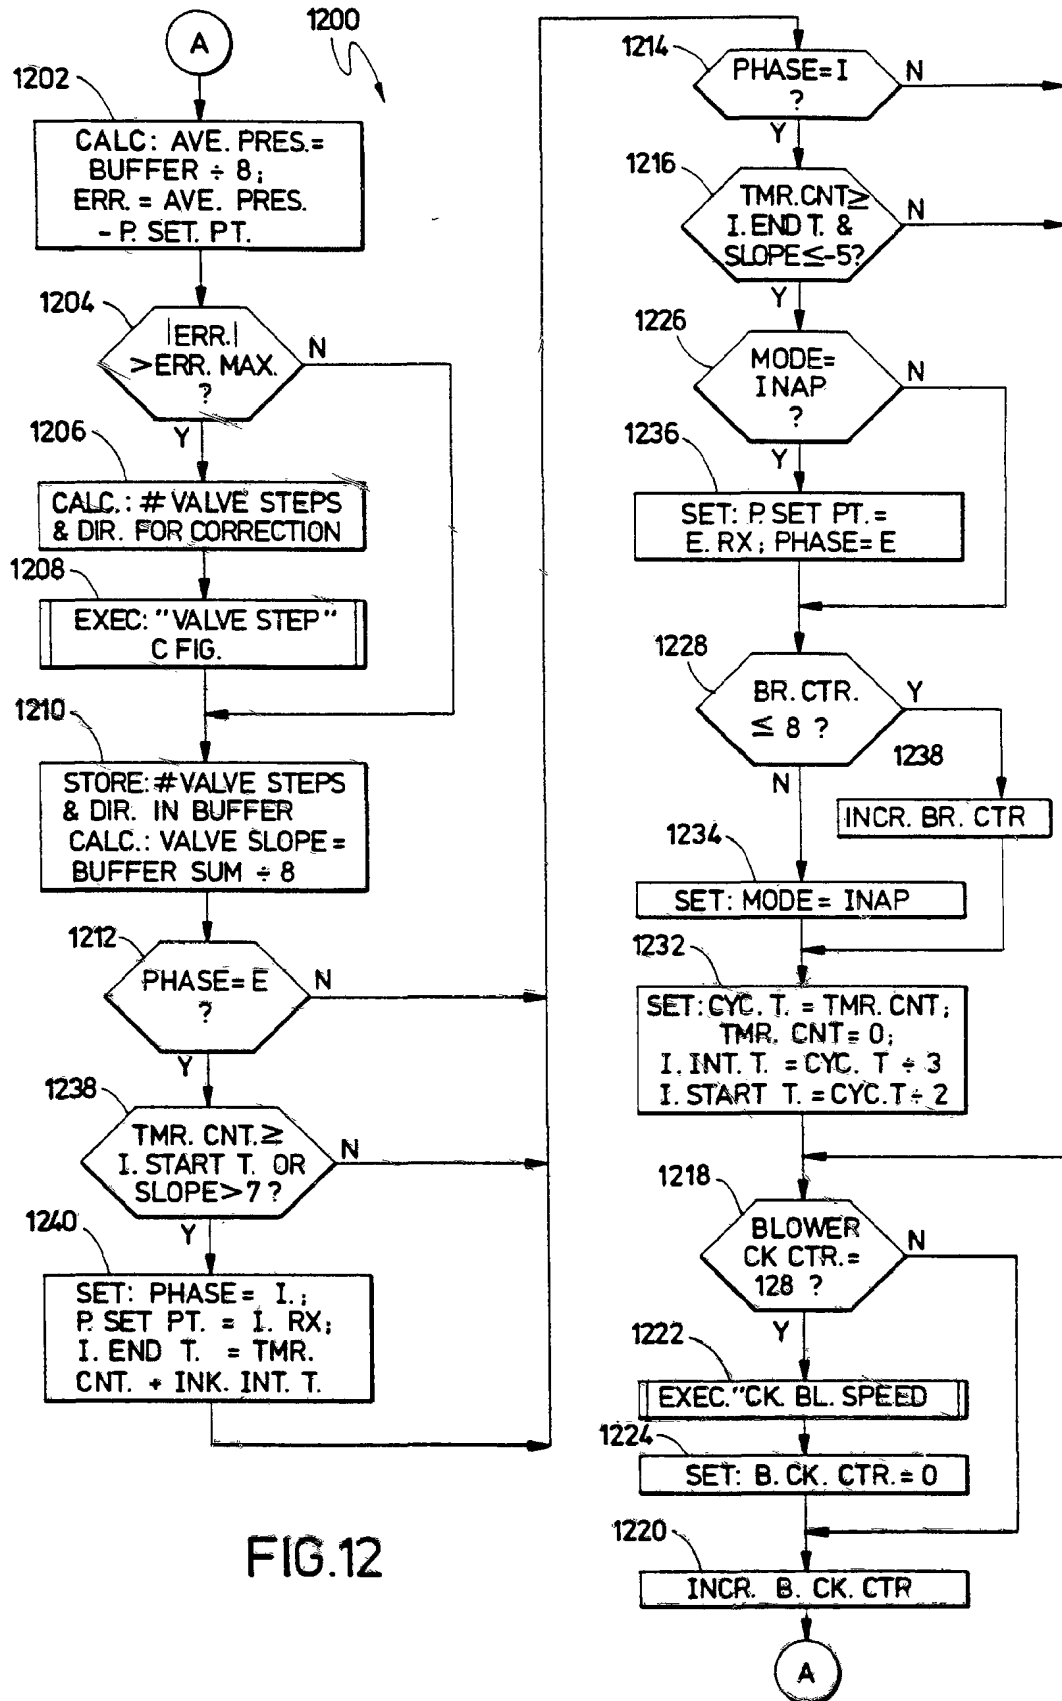 A
1200
1202
CALC: AVE. PRES.=
BUFFER ÷ 8;
ERR. = AVE. PRES.
- P. SET. PT.
1204
|ERR.|
>ERR. MAX.
?
N
Y
1206
CALC.: # VALVE STEPS
& DIR. FOR CORRECTION
1208
EXEC: "VALVE STEP"
C FIG.
1210
STORE: # VALVE STEPS
& DIR. IN BUFFER
CALC.: VALVE SLOPE =
BUFFER SUM ÷ 8
1212
PHASE = E
?
N
Y
1238
TMR. CNT. ≥
I. START T. OR
SLOPE > 7 ?
N
Y
1240
SET: PHASE = I.;
P. SET PT. = I. RX;
I. END T. = TMR.
CNT. + INK. INT. T.
FIG.12
1214
PHASE = I
?
N
Y
1216
TMR.CNT ≥
I. END T. &
SLOPE ≤ -5?
N
Y
1226
MODE=
INAP
?
N
Y
1236
SET: P. SET PT. =
E. RX; PHASE = E
1228
BR. CTR.
≤ 8 ?
Y
N
1238
INCR. BR. CTR
1234
SET: MODE = INAP
1232
SET: CYC. T. = TMR. CNT;
TMR. CNT = 0;
I. INT. T. = CYC. T ÷ 3
I. START T. = CYC.T ÷ 2
1218
BLOWER
CK CTR. =
128 ?
N
Y
1222
EXEC."CK. BL. SPEED
1224
SET: B. CK. CTR. = 0
1220
INCR. B. CK. CTR
A